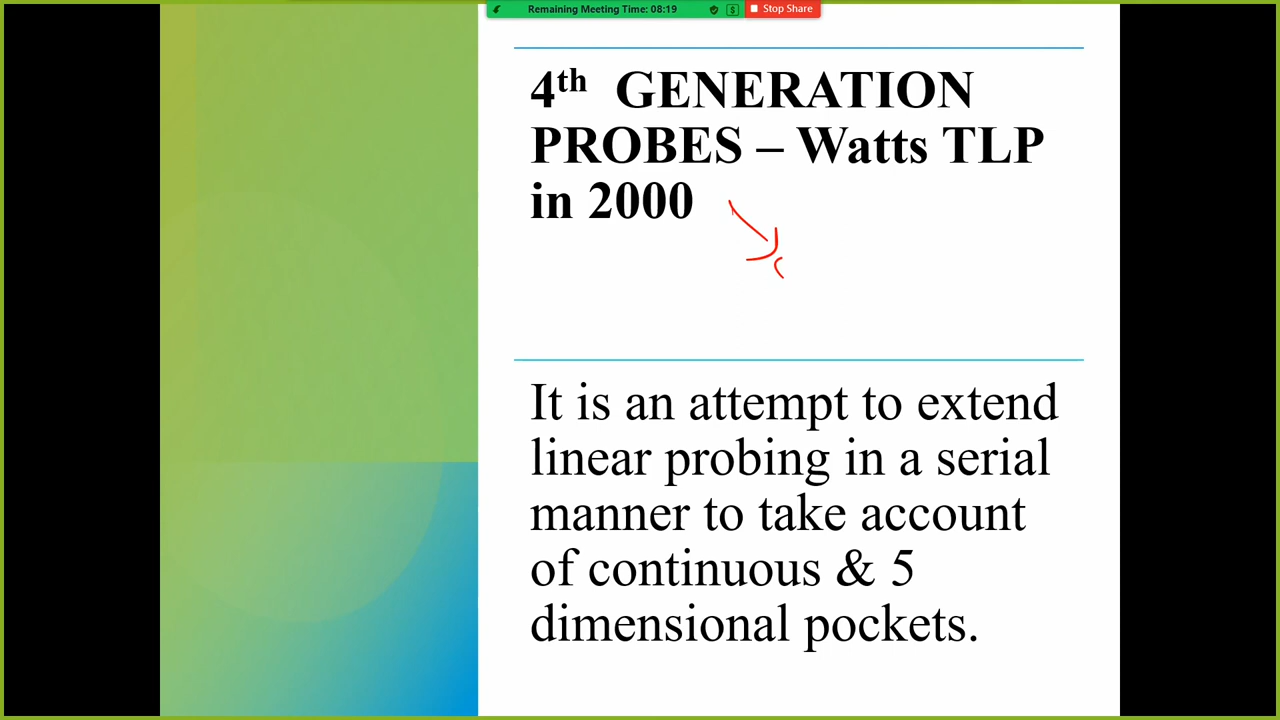 Remaining Meeting Time: 08:19 Stop Share
4th GENERATION
PROBES – Watts TLP
in 2000
It is an attempt to extend
linear probing in a serial
manner to take account
of continuous & 5
dimensional pockets.